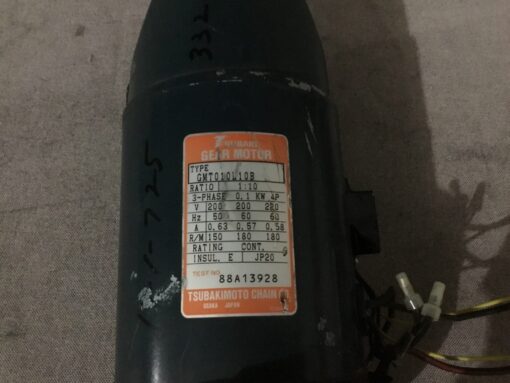 332
TSUBAKI
GEAR MOTOR
TYPE
GMT010L10B
RATIO 1:10
3-PHASE 0.1 KW 4P
V 200 200 220
Hz 50 60 60
A 0.63 0.57 0.58
R/M 150 180 180
RATING CONT.
INSUL. E JP20
TEST NO. 88A13928
TSUBAKIMOTO CHAIN
OSAKA JAPAN